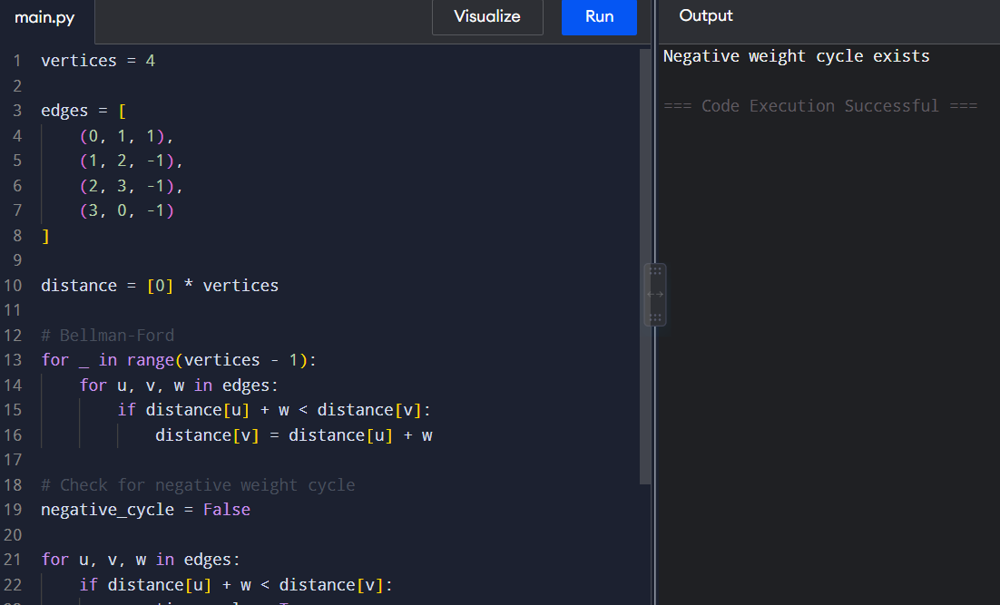 main.py
Visualize
Run
Output
1 vertices = 4
2
3 edges = [
4     (0, 1, 1),
5     (1, 2, -1),
6     (2, 3, -1),
7     (3, 0, -1)
8 ]
9
10 distance = [0] * vertices
11
12 # Bellman-Ford
13 for _ in range(vertices - 1):
14     for u, v, w in edges:
15         if distance[u] + w < distance[v]:
16             distance[v] = distance[u] + w
17
18 # Check for negative weight cycle
19 negative_cycle = False
20
21 for u, v, w in edges:
22     if distance[u] + w < distance[v]:
Negative weight cycle exists
=== Code Execution Successful ===